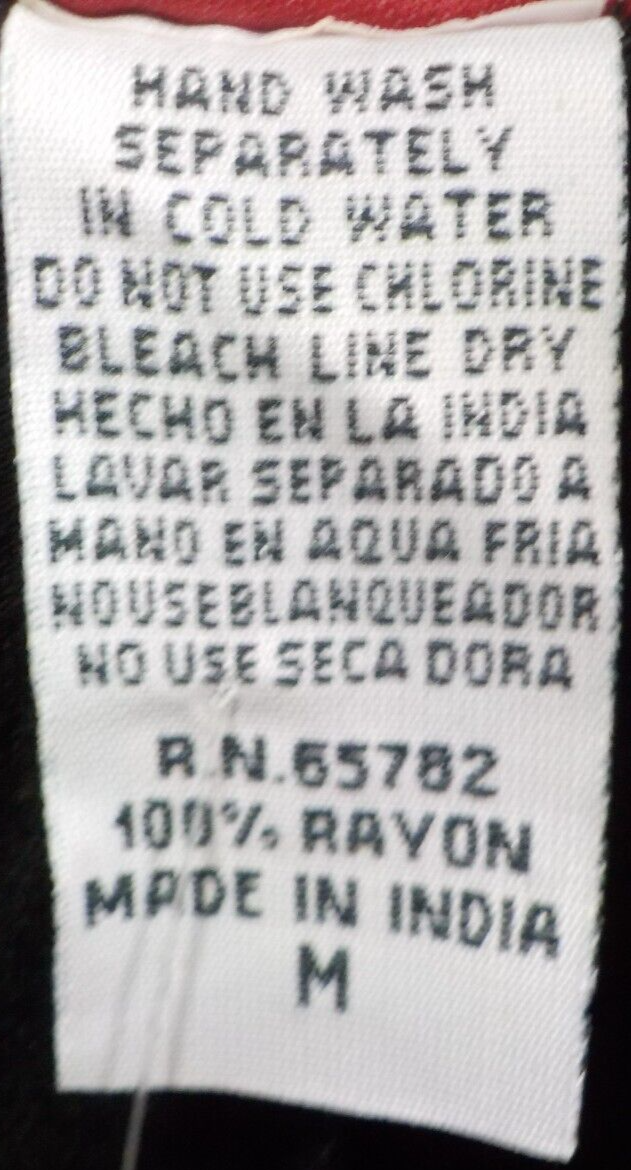 HAND WASH
SEPARATELY
IN COLD WATER
DO NOT USE CHLORINE
BLEACH LINE DRY
HECHO EN LA INDIA
LAVAR SEPARADO A
MANO EN AQUA FRIA
NOUSEBLANQUEADOR
NO USE SECA DORA
R.N.65782
100% RAYON
MADE IN INDIA
M